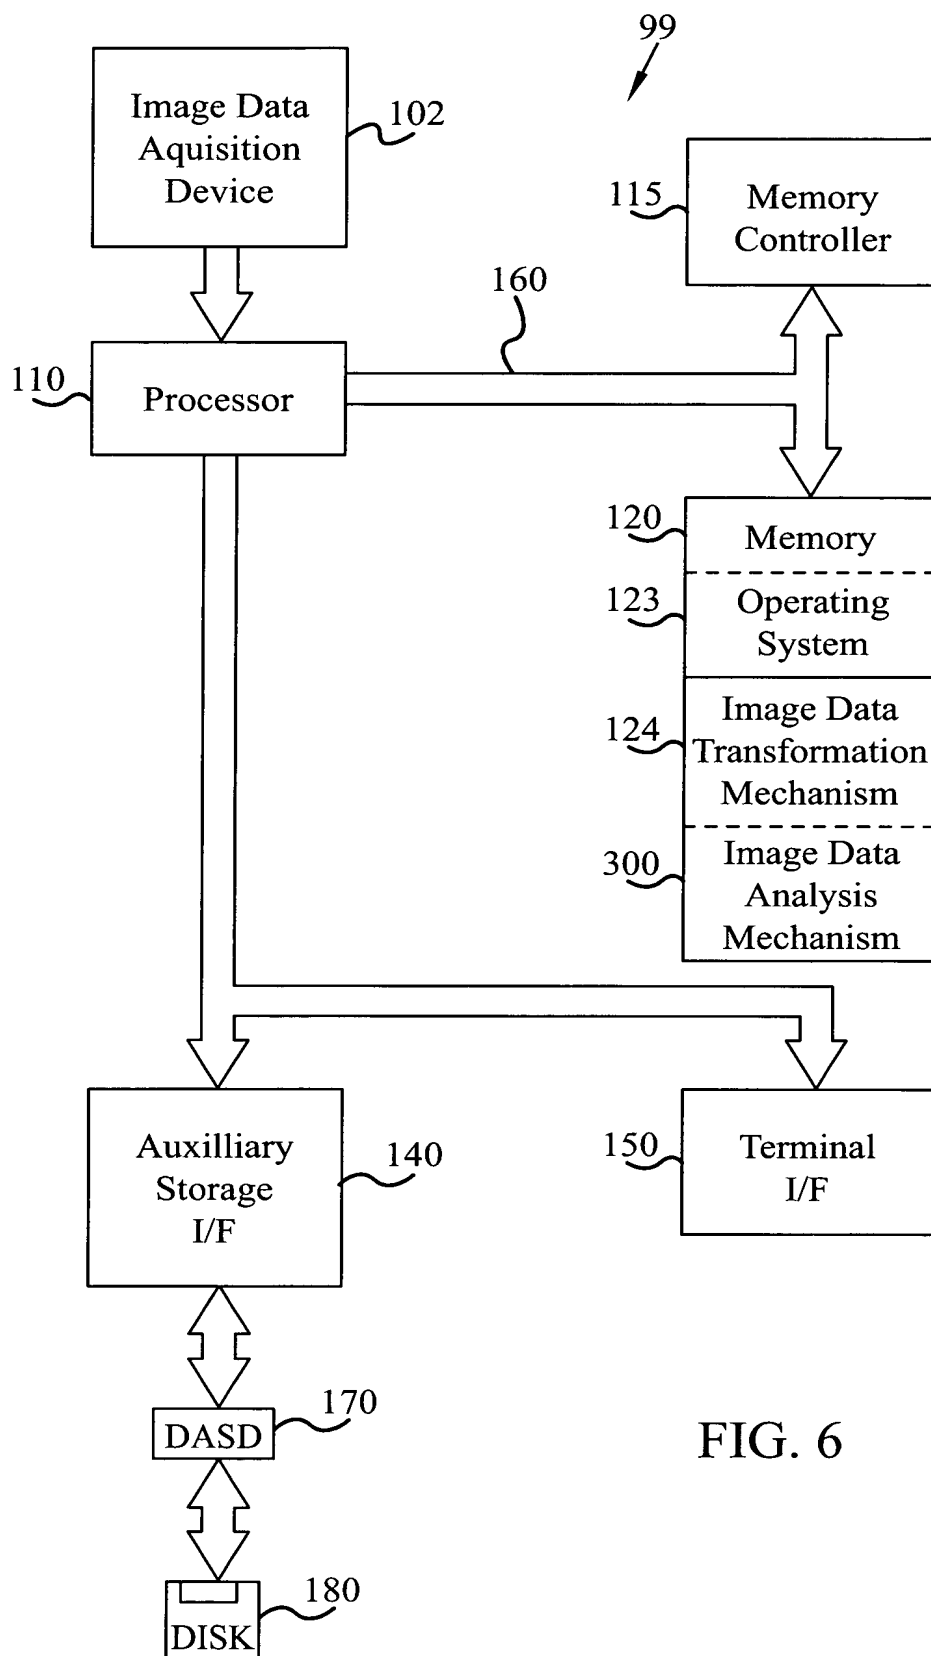 99
Image Data
Aquisition
Device
102
115
Memory
Controller
160
110
Processor
120
Memory
123
Operating
System
124
Image Data
Transformation
Mechanism
300
Image Data
Analysis
Mechanism
Auxilliary
Storage
I/F
140
150
Terminal
I/F
170
DASD
FIG. 6
180
DISK